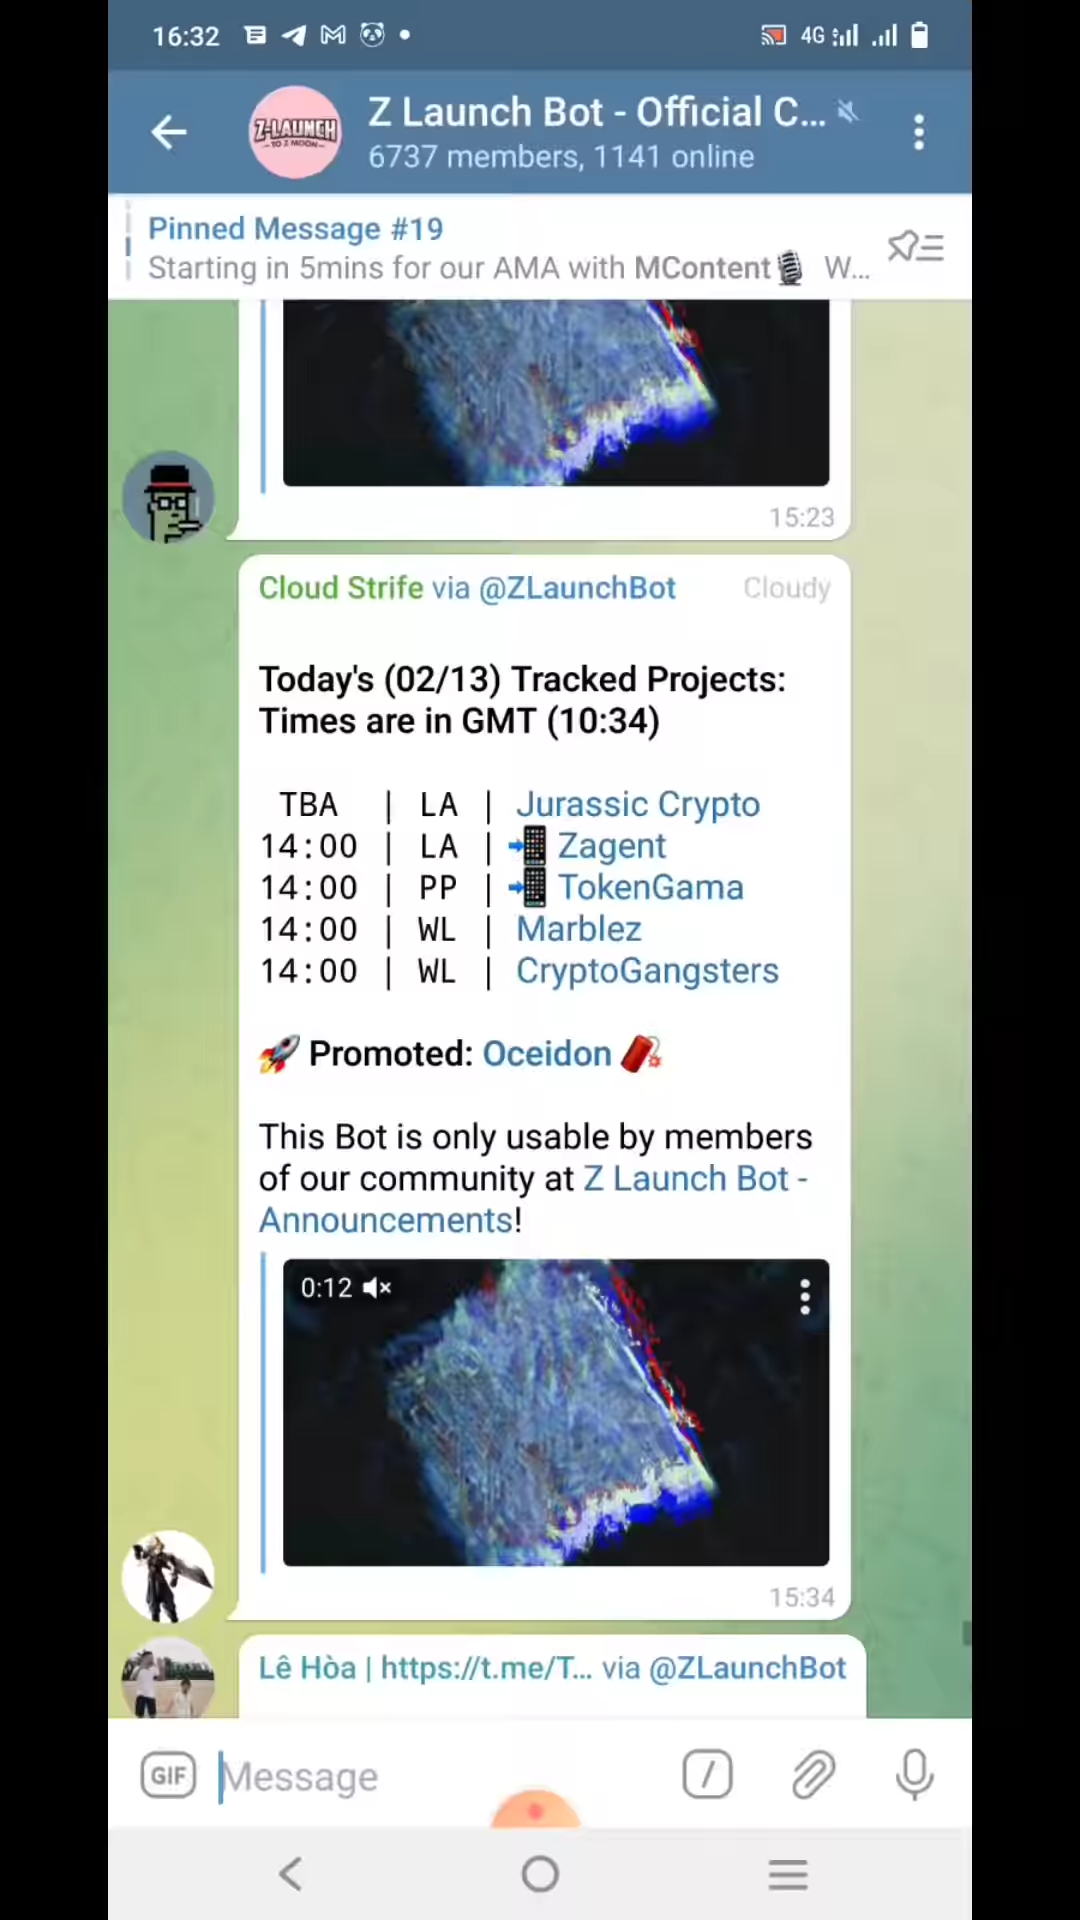 16:32
4G
Z-LAUNCH
TO Z MOON
Z Launch Bot - Official C...
6737 members, 1141 online
Pinned Message #19
Starting in 5mins for our AMA with MContent🎙 W...
15:23
Cloud Strife via @ZLaunchBot Cloudy
Today's (02/13) Tracked Projects:
Times are in GMT (10:34)
TBA | LA | Jurassic Crypto
14:00 | LA | 📲 Zagent
14:00 | PP | 📲 TokenGama
14:00 | WL | Marblez
14:00 | WL | CryptoGangsters
🚀 Promoted: Oceidon 🧨
This Bot is only usable by members
of our community at Z Launch Bot -
Announcements!
0:12
15:34
Lê Hòa | https://t.me/T... via @ZLaunchBot
GIF Message